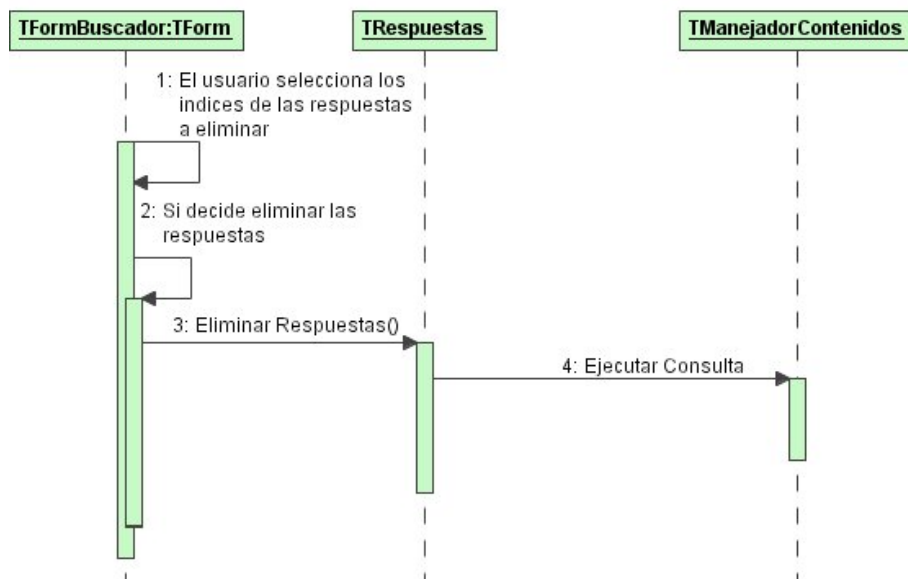 TFormBuscador:TForm
TRespuestas
TManejadorContenidos
1: El usuario selecciona los
indices de las respuestas
a eliminar
2: Si decide eliminar las
respuestas
3: Eliminar Respuestas()
4: Ejecutar Consulta